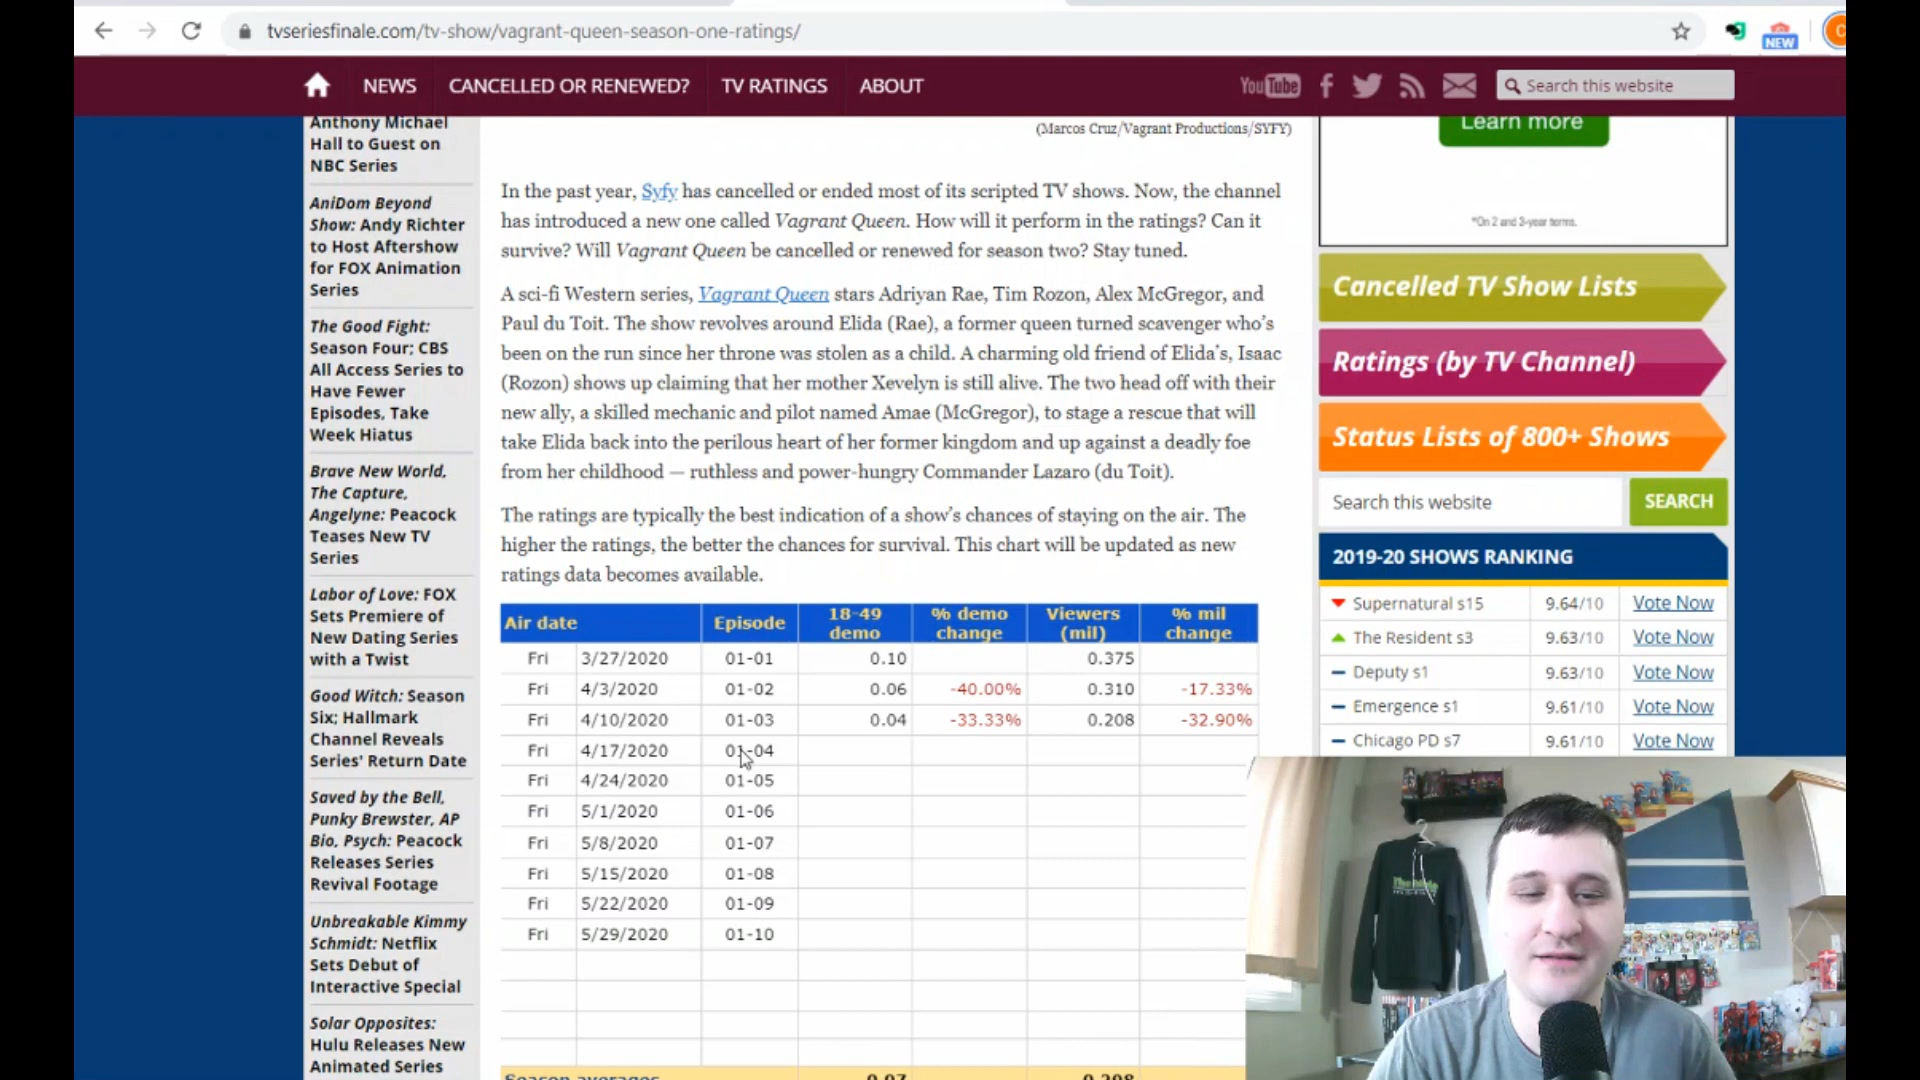 tvseriesfinale.com/tv-show/vagrant-queen-season-one-ratings/
NEW
C
NEWS
CANCELLED OR RENEWED?
TV RATINGS
ABOUT
YouTube
Search this website
Anthony Michael
Hall to Guest on
NBC Series
AniDom Beyond
Show: Andy Richter
to Host Aftershow
for FOX Animation
Series
The Good Fight:
Season Four; CBS
All Access Series to
Have Fewer
Episodes, Take
Week Hiatus
Brave New World,
The Capture,
Angelyne: Peacock
Teases New TV
Series
Labor of Love: FOX
Sets Premiere of
New Dating Series
with a Twist
Good Witch: Season
Six; Hallmark
Channel Reveals
Series' Return Date
Saved by the Bell,
Punky Brewster, AP
Bio, Psych: Peacock
Releases Series
Revival Footage
Unbreakable Kimmy
Schmidt: Netflix
Sets Debut of
Interactive Special
Solar Opposites:
Hulu Releases New
Animated Series
(Marcos Cruz/Vagrant Productions/SYFY)
In the past year, Syfy has cancelled or ended most of its scripted TV shows. Now, the channel
has introduced a new one called Vagrant Queen. How will it perform in the ratings? Can it
survive? Will Vagrant Queen be cancelled or renewed for season two? Stay tuned.
A sci-fi Western series, Vagrant Queen stars Adriyan Rae, Tim Rozon, Alex McGregor, and
Paul du Toit. The show revolves around Elida (Rae), a former queen turned scavenger who's
been on the run since her throne was stolen as a child. A charming old friend of Elida's, Isaac
(Rozon) shows up claiming that her mother Xevelyn is still alive. The two head off with their
new ally, a skilled mechanic and pilot named Amae (McGregor), to stage a rescue that will
take Elida back into the perilous heart of her former kingdom and up against a deadly foe
from her childhood — ruthless and power-hungry Commander Lazaro (du Toit).
The ratings are typically the best indication of a show's chances of staying on the air. The
higher the ratings, the better the chances for survival. This chart will be updated as new
ratings data becomes available.
Air date Episode 18-49 demo % demo change Viewers (mil) % mil change
Fri 3/27/2020 01-01 0.10 0.375
Fri 4/3/2020 01-02 0.06 -40.00% 0.310 -17.33%
Fri 4/10/2020 01-03 0.04 -33.33% 0.208 -32.90%
Fri 4/17/2020 01-04
Fri 4/24/2020 01-05
Fri 5/1/2020 01-06
Fri 5/8/2020 01-07
Fri 5/15/2020 01-08
Fri 5/22/2020 01-09
Fri 5/29/2020 01-10
Season averages 0.07 0.298
Learn more
*On 2 and 3-year terms.
Cancelled TV Show Lists
Ratings (by TV Channel)
Status Lists of 800+ Shows
Search this website SEARCH
2019-20 SHOWS RANKING
Supernatural s15 9.64/10 Vote Now
The Resident s3 9.63/10 Vote Now
Deputy s1 9.63/10 Vote Now
Emergence s1 9.61/10 Vote Now
Chicago PD s7 9.61/10 Vote Now